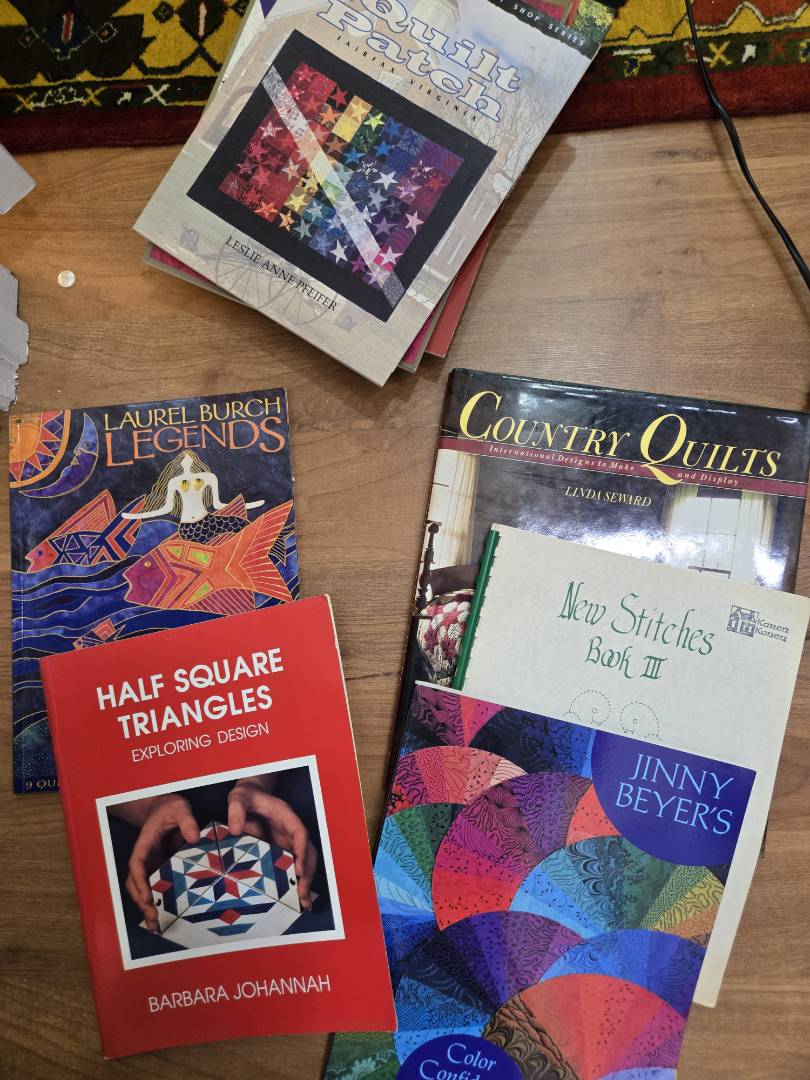 SHOP SERIES
Quilt
Patch
FAIRFAX, VIRGINIA
LESLIE ANNE PFEIFER
LAUREL BURCH
LEGENDS
9 QU
COUNTRY QUILTS
International Designs to Make and Display
LINDA SEWARD
New Stitches
Book III
Karen
Konen
HALF SQUARE
TRIANGLES
EXPLORING DESIGN
BARBARA JOHANNAH
JINNY
BEYER'S
Color
Confid